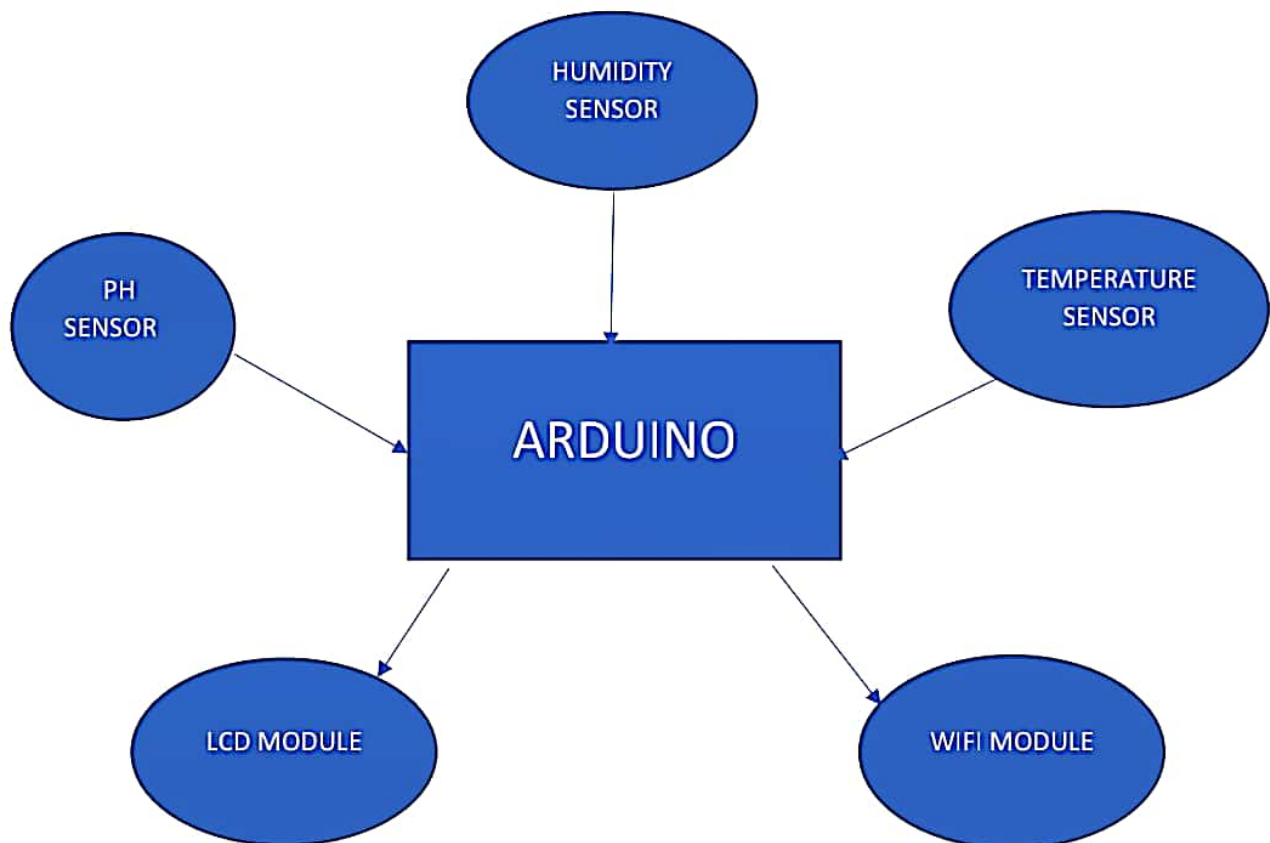 HUMIDITY
SENSOR
PH
SENSOR
TEMPERATURE
SENSOR
ARDUINO
LCD MODULE
WIFI MODULE